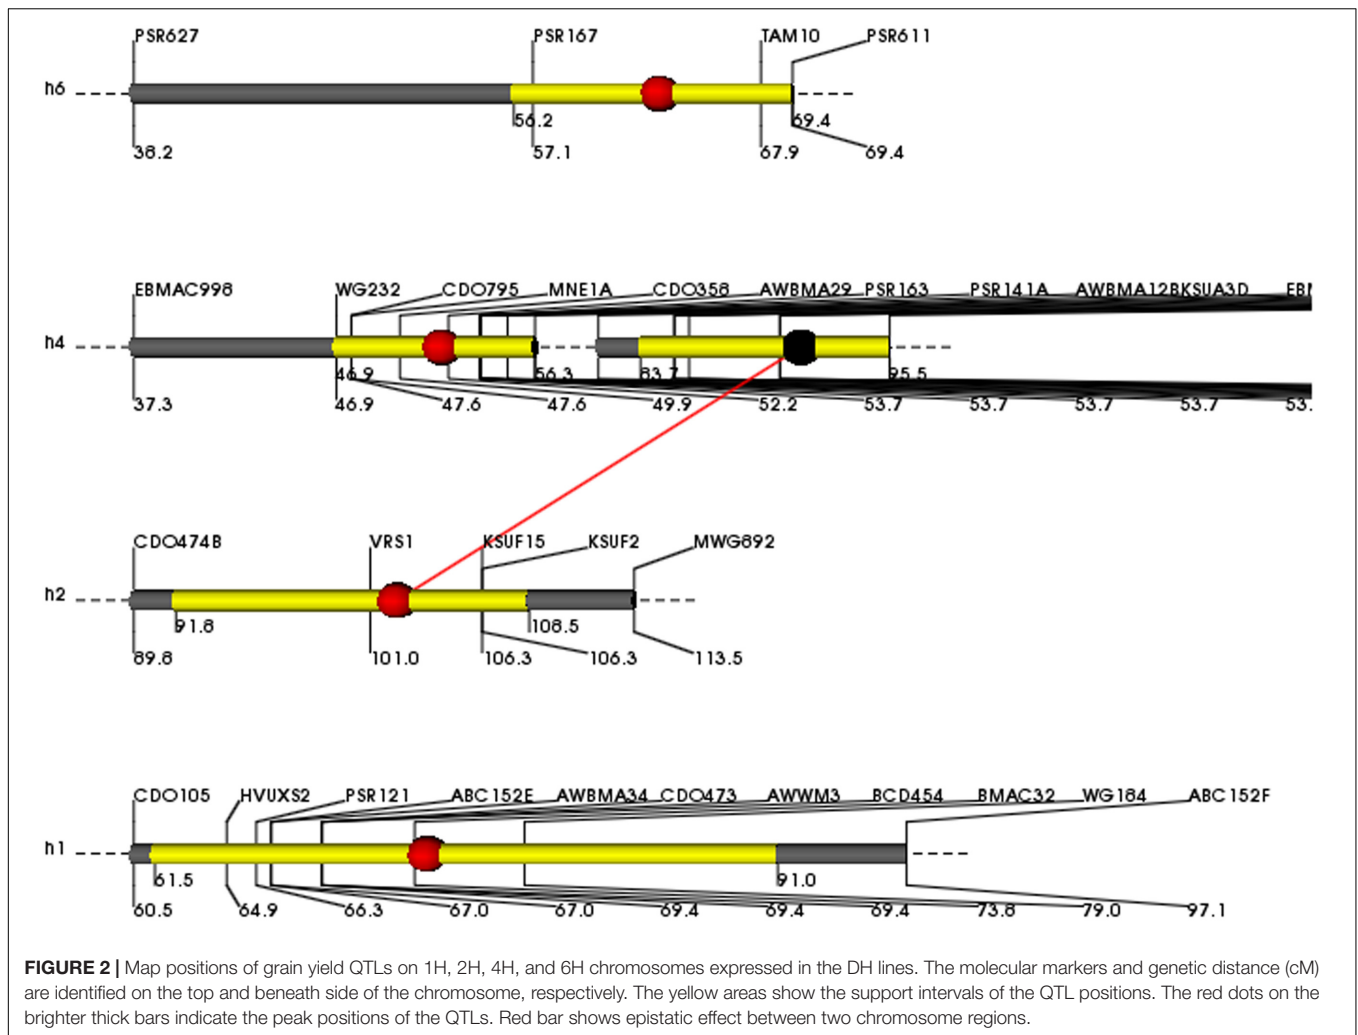 PSR627 PSR167 TAM10 PSR611
h6
56.2 69.4
38.2 57.1 67.9 69.4
EBMAC998 WG232 CDO795 MNE1A CDO358 AWBMA29 PSR163 PSR141A AWBMA12B KSUA3D
h4
46.9 56.3 83.7 95.5
37.3 46.9 47.6 47.6 49.9 52.2 53.7 53.7 53.7 53.7 53.
CDO474B VRS1 KSUF15 KSUF2 MWG892
h2
91.8 108.5
89.8 101.0 106.3 106.3 113.5
CDO105 HVUXS2 PSR121 ABC152E AWBMA34 CDO473 AWWM3 BCD454 BMAC32 WG184 ABC152F
h1
61.5 91.0
60.5 64.9 66.3 67.0 67.0 69.4 69.4 69.4 73.8 79.0 97.1
FIGURE 2 | Map positions of grain yield QTLs on 1H, 2H, 4H, and 6H chromosomes expressed in the DH lines. The molecular markers and genetic distance (cM)
are identified on the top and beneath side of the chromosome, respectively. The yellow areas show the support intervals of the QTL positions. The red dots on the
brighter thick bars indicate the peak positions of the QTLs. Red bar shows epistatic effect between two chromosome regions.